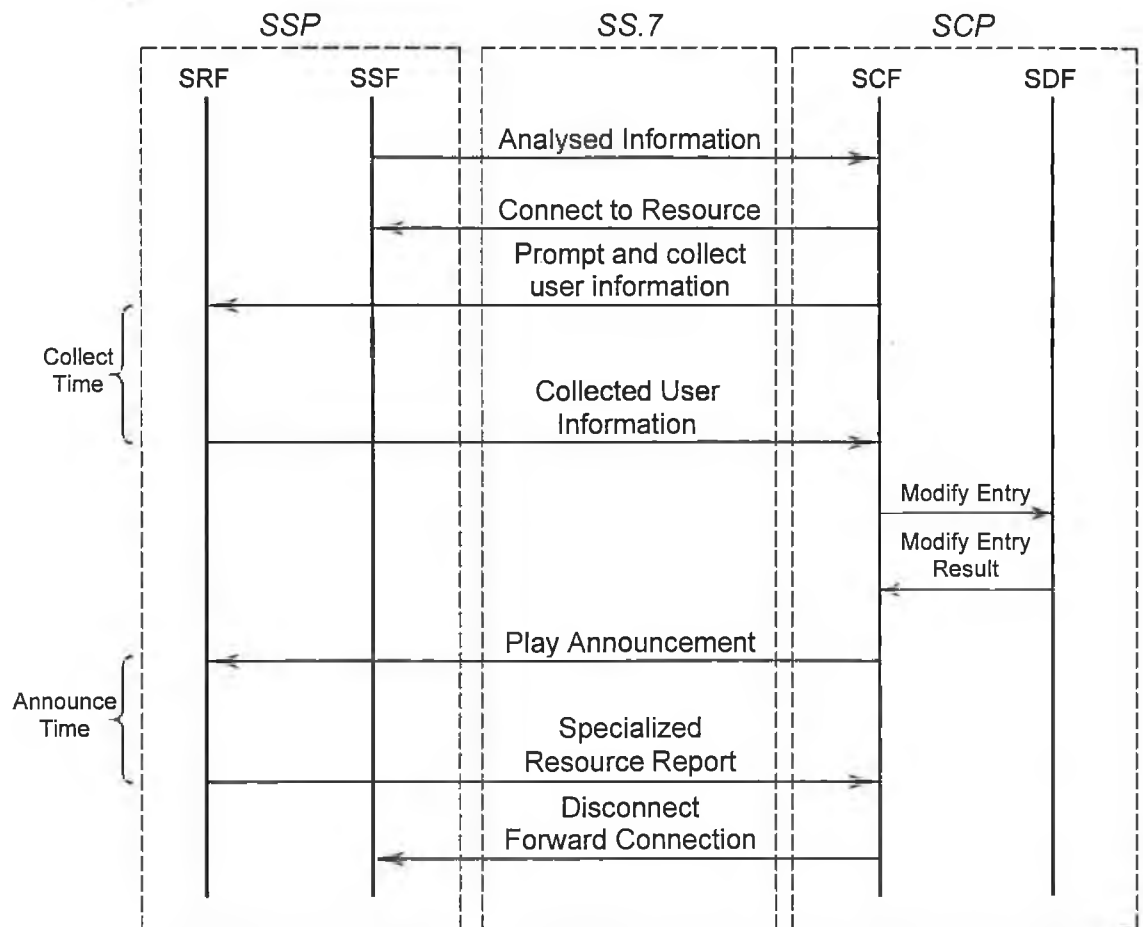 SSP
SS.7
SCP
SRF
SSF
SCF
SDF
Analysed Information
Connect to Resource
Prompt and collect
user information
Collect
Time
Collected User
Information
Modify Entry
Modify Entry
Result
Play Announcement
Announce
Time
Specialized
Resource Report
Disconnect
Forward Connection